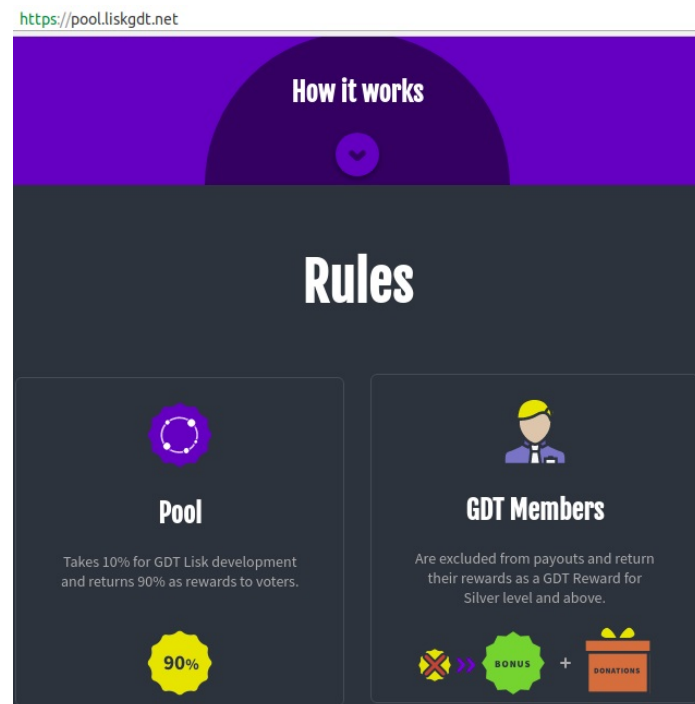 https://pool.liskgdt.net
How it works
Rules
Pool
Takes 10% for GDT Lisk development
and returns 90% as rewards to voters.
90%
GDT Members
Are excluded from payouts and return
their rewards as a GDT Reward for
Silver level and above.
BONUS
+
DONATIONS